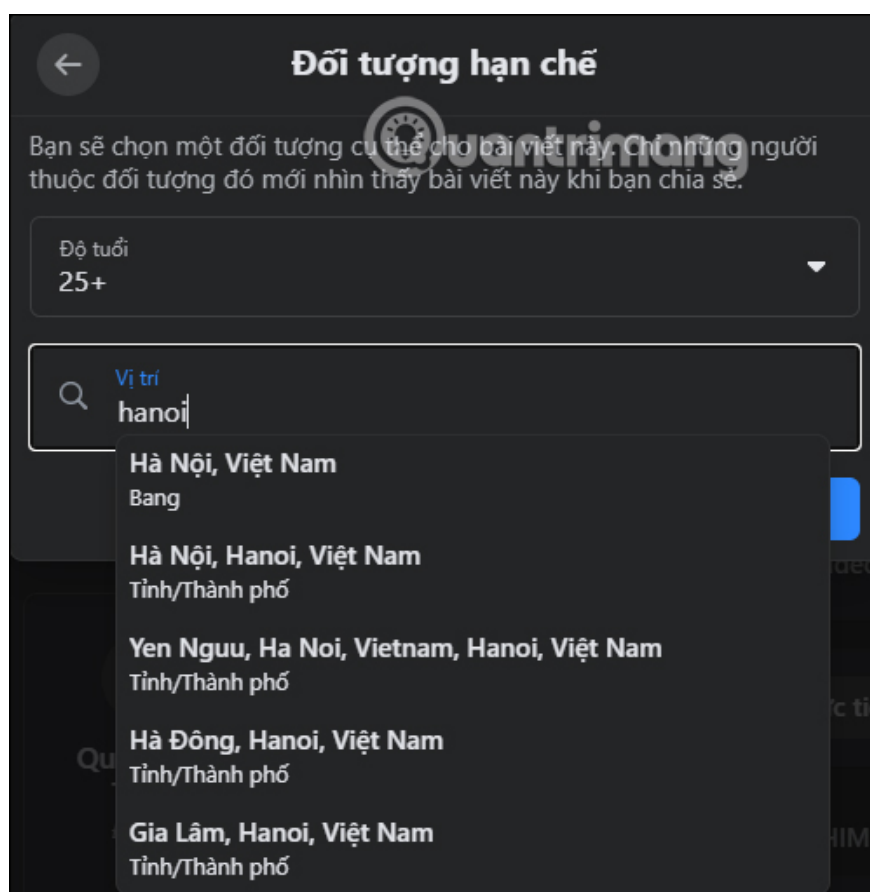 Đối tượng hạn chế
Quantrimang
Bạn sẽ chọn một đối tượng cụ thể cho bài viết này. Chỉ những người
thuộc đối tượng đó mới nhìn thấy bài viết này khi bạn chia sẻ.
Độ tuổi
25+
Vị trí
hanoi
Hà Nội, Việt Nam
Bang
Hà Nội, Hanoi, Việt Nam
Tỉnh/Thành phố
Yen Nguu, Ha Noi, Vietnam, Hanoi, Việt Nam
Tỉnh/Thành phố
Hà Đông, Hanoi, Việt Nam
Tỉnh/Thành phố
Gia Lâm, Hanoi, Việt Nam
Tỉnh/Thành phố